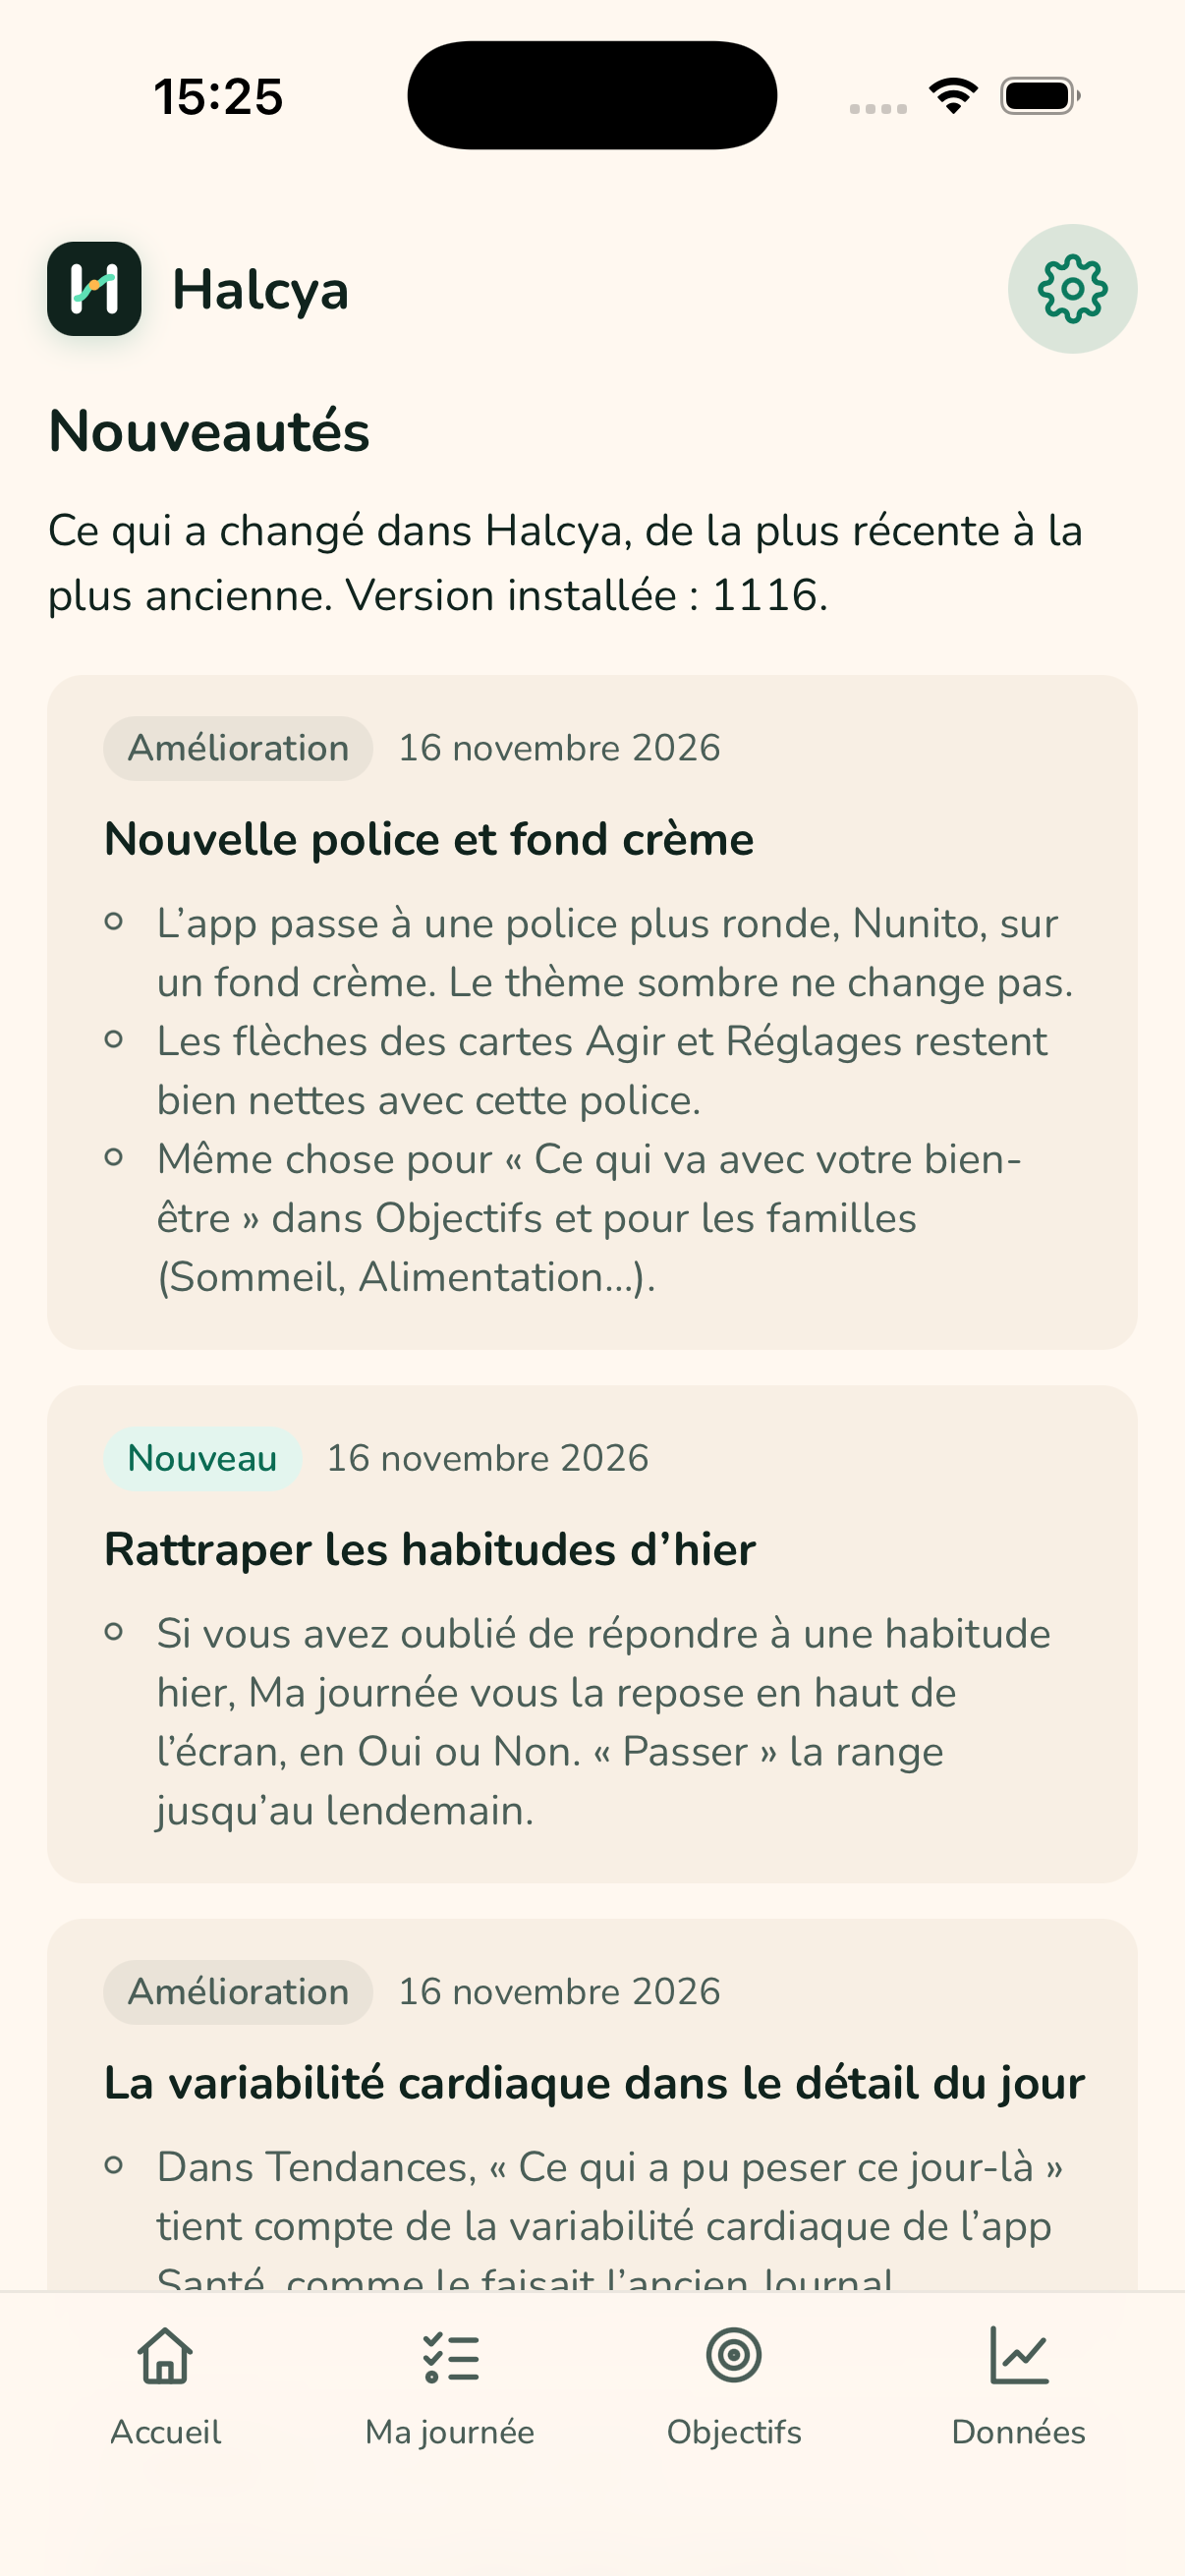 15:25
Halcya
Nouveautés
Ce qui a changé dans Halcya, de la plus récente à la
plus ancienne. Version installée : 1116.
Amélioration 16 novembre 2026
Nouvelle police et fond crème
L’app passe à une police plus ronde, Nunito, sur
un fond crème. Le thème sombre ne change pas.
Les flèches des cartes Agir et Réglages restent
bien nettes avec cette police.
Même chose pour « Ce qui va avec votre bien-
être » dans Objectifs et pour les familles
(Sommeil, Alimentation…).
Nouveau 16 novembre 2026
Rattraper les habitudes d’hier
Si vous avez oublié de répondre à une habitude
hier, Ma journée vous la repose en haut de
l’écran, en Oui ou Non. « Passer » la range
jusqu’au lendemain.
Amélioration 16 novembre 2026
La variabilité cardiaque dans le détail du jour
Dans Tendances, « Ce qui a pu peser ce jour-là »
tient compte de la variabilité cardiaque de l’app
Santé, comme le faisait l’ancien Journal
Accueil
Ma journée
Objectifs
Données